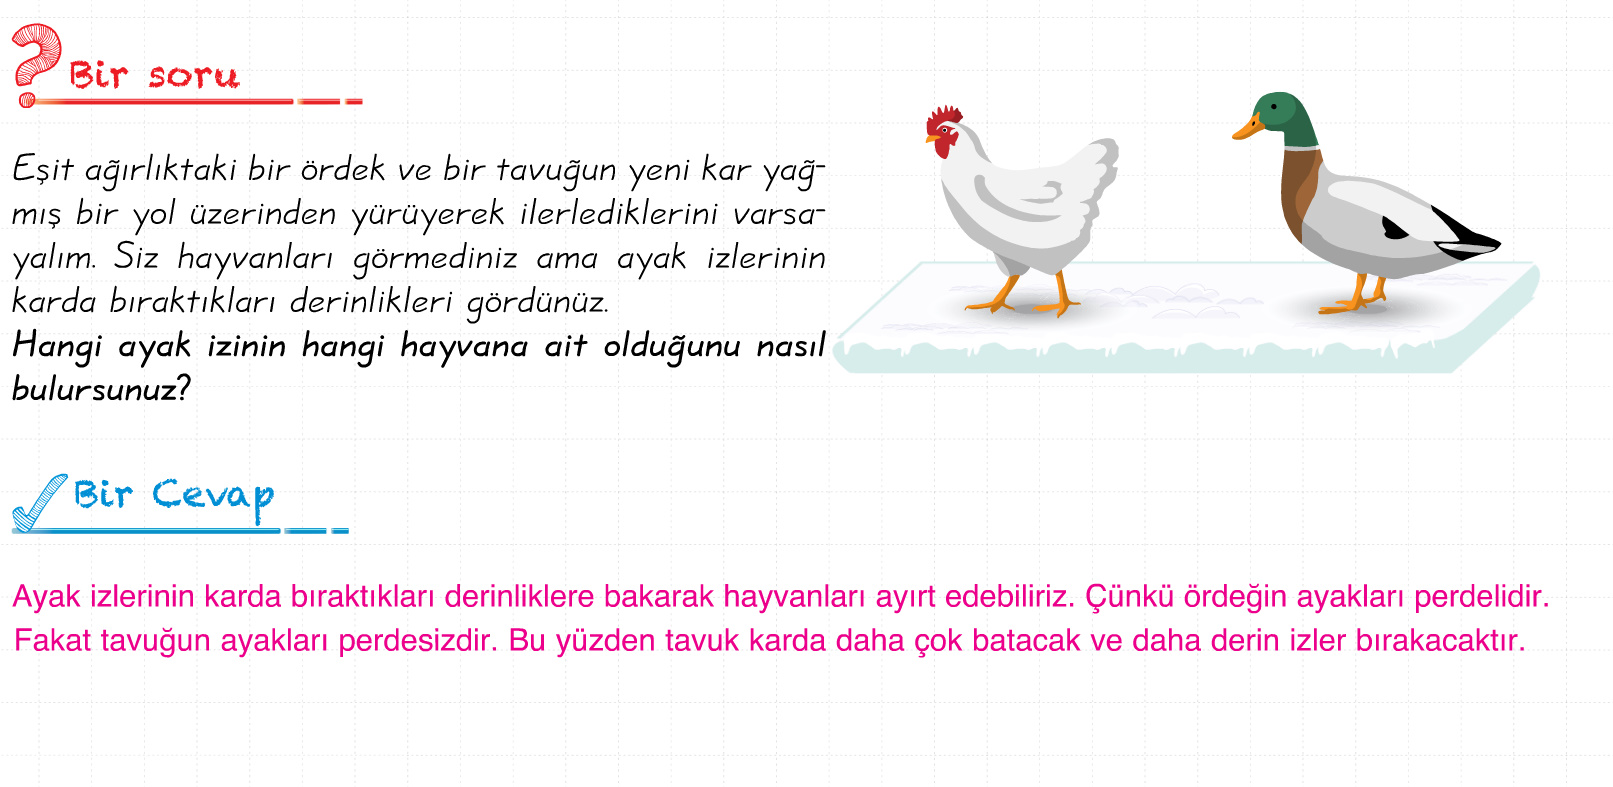 Bir soru
Eşit ağırlıktaki bir ördek ve bir tavuğun yeni kar yağ-
mış bir yol üzerinden yürüyerek ilerlediklerini varsa-
yalım. Siz hayvanları görmediniz ama ayak izlerinin
karda bıraktıkları derinlikleri gördünüz.
Hangi ayak izinin hangi hayvana ait olduğunu nasıl
bulursunuz?
Bir Cevap
Ayak izlerinin karda bıraktıkları derinliklere bakarak hayvanları ayırt edebiliriz. Çünkü ördeğin ayakları perdelidir.
Fakat tavuğun ayakları perdesizdir. Bu yüzden tavuk karda daha çok batacak ve daha derin izler bırakacaktır.